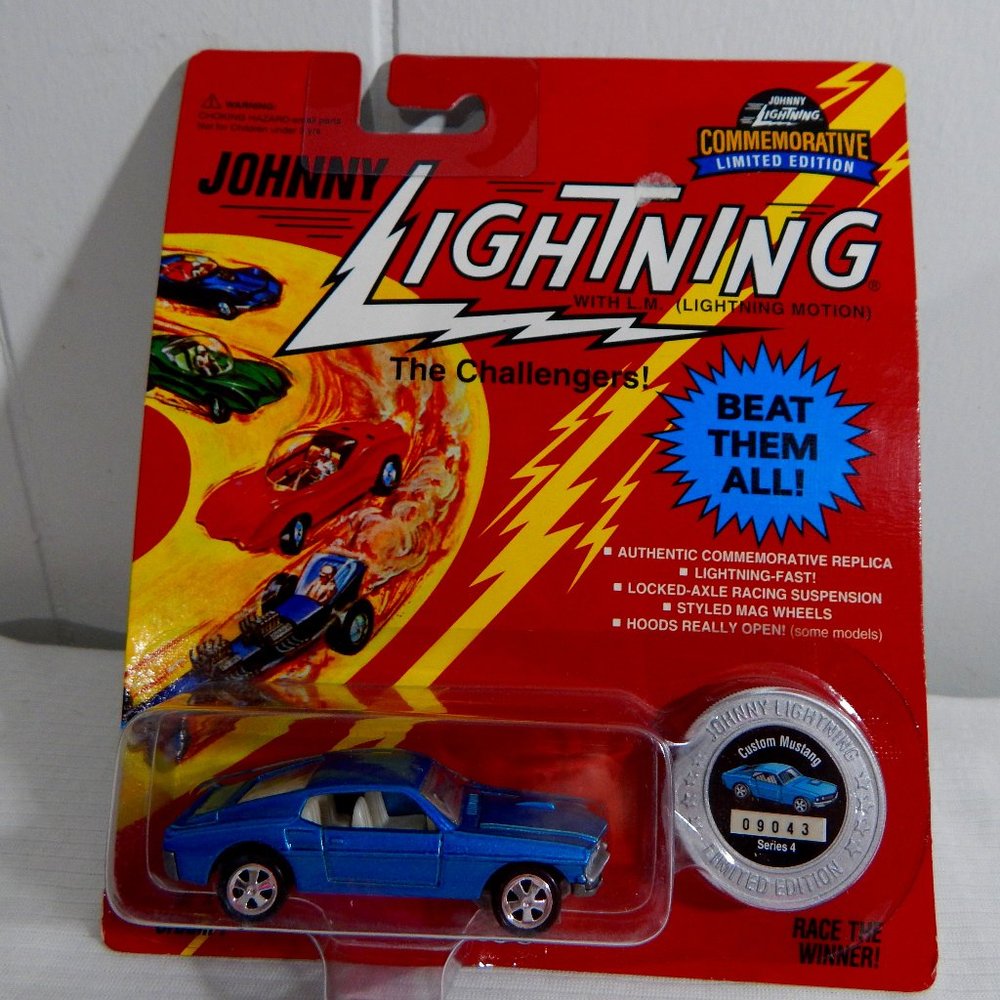 WARNING:
CHOKING HAZARD-small parts
Not for Children under 3 yrs.
JOHNNY
LIGHTNING®
WITH L.M. (LIGHTNING MOTION)
The Challengers!
JOHNNY
LIGHTNING
COMMEMORATIVE
LIMITED EDITION
BEAT
THEM
ALL!
AUTHENTIC COMMEMORATIVE REPLICA
LIGHTNING-FAST!
LOCKED-AXLE RACING SUSPENSION
STYLED MAG WHEELS
HOODS REALLY OPEN! (some models)
JOHNNY LIGHTNING
Custom Mustang
09043
Series 4
LIMITED EDITION
RACE THE
WINNER!